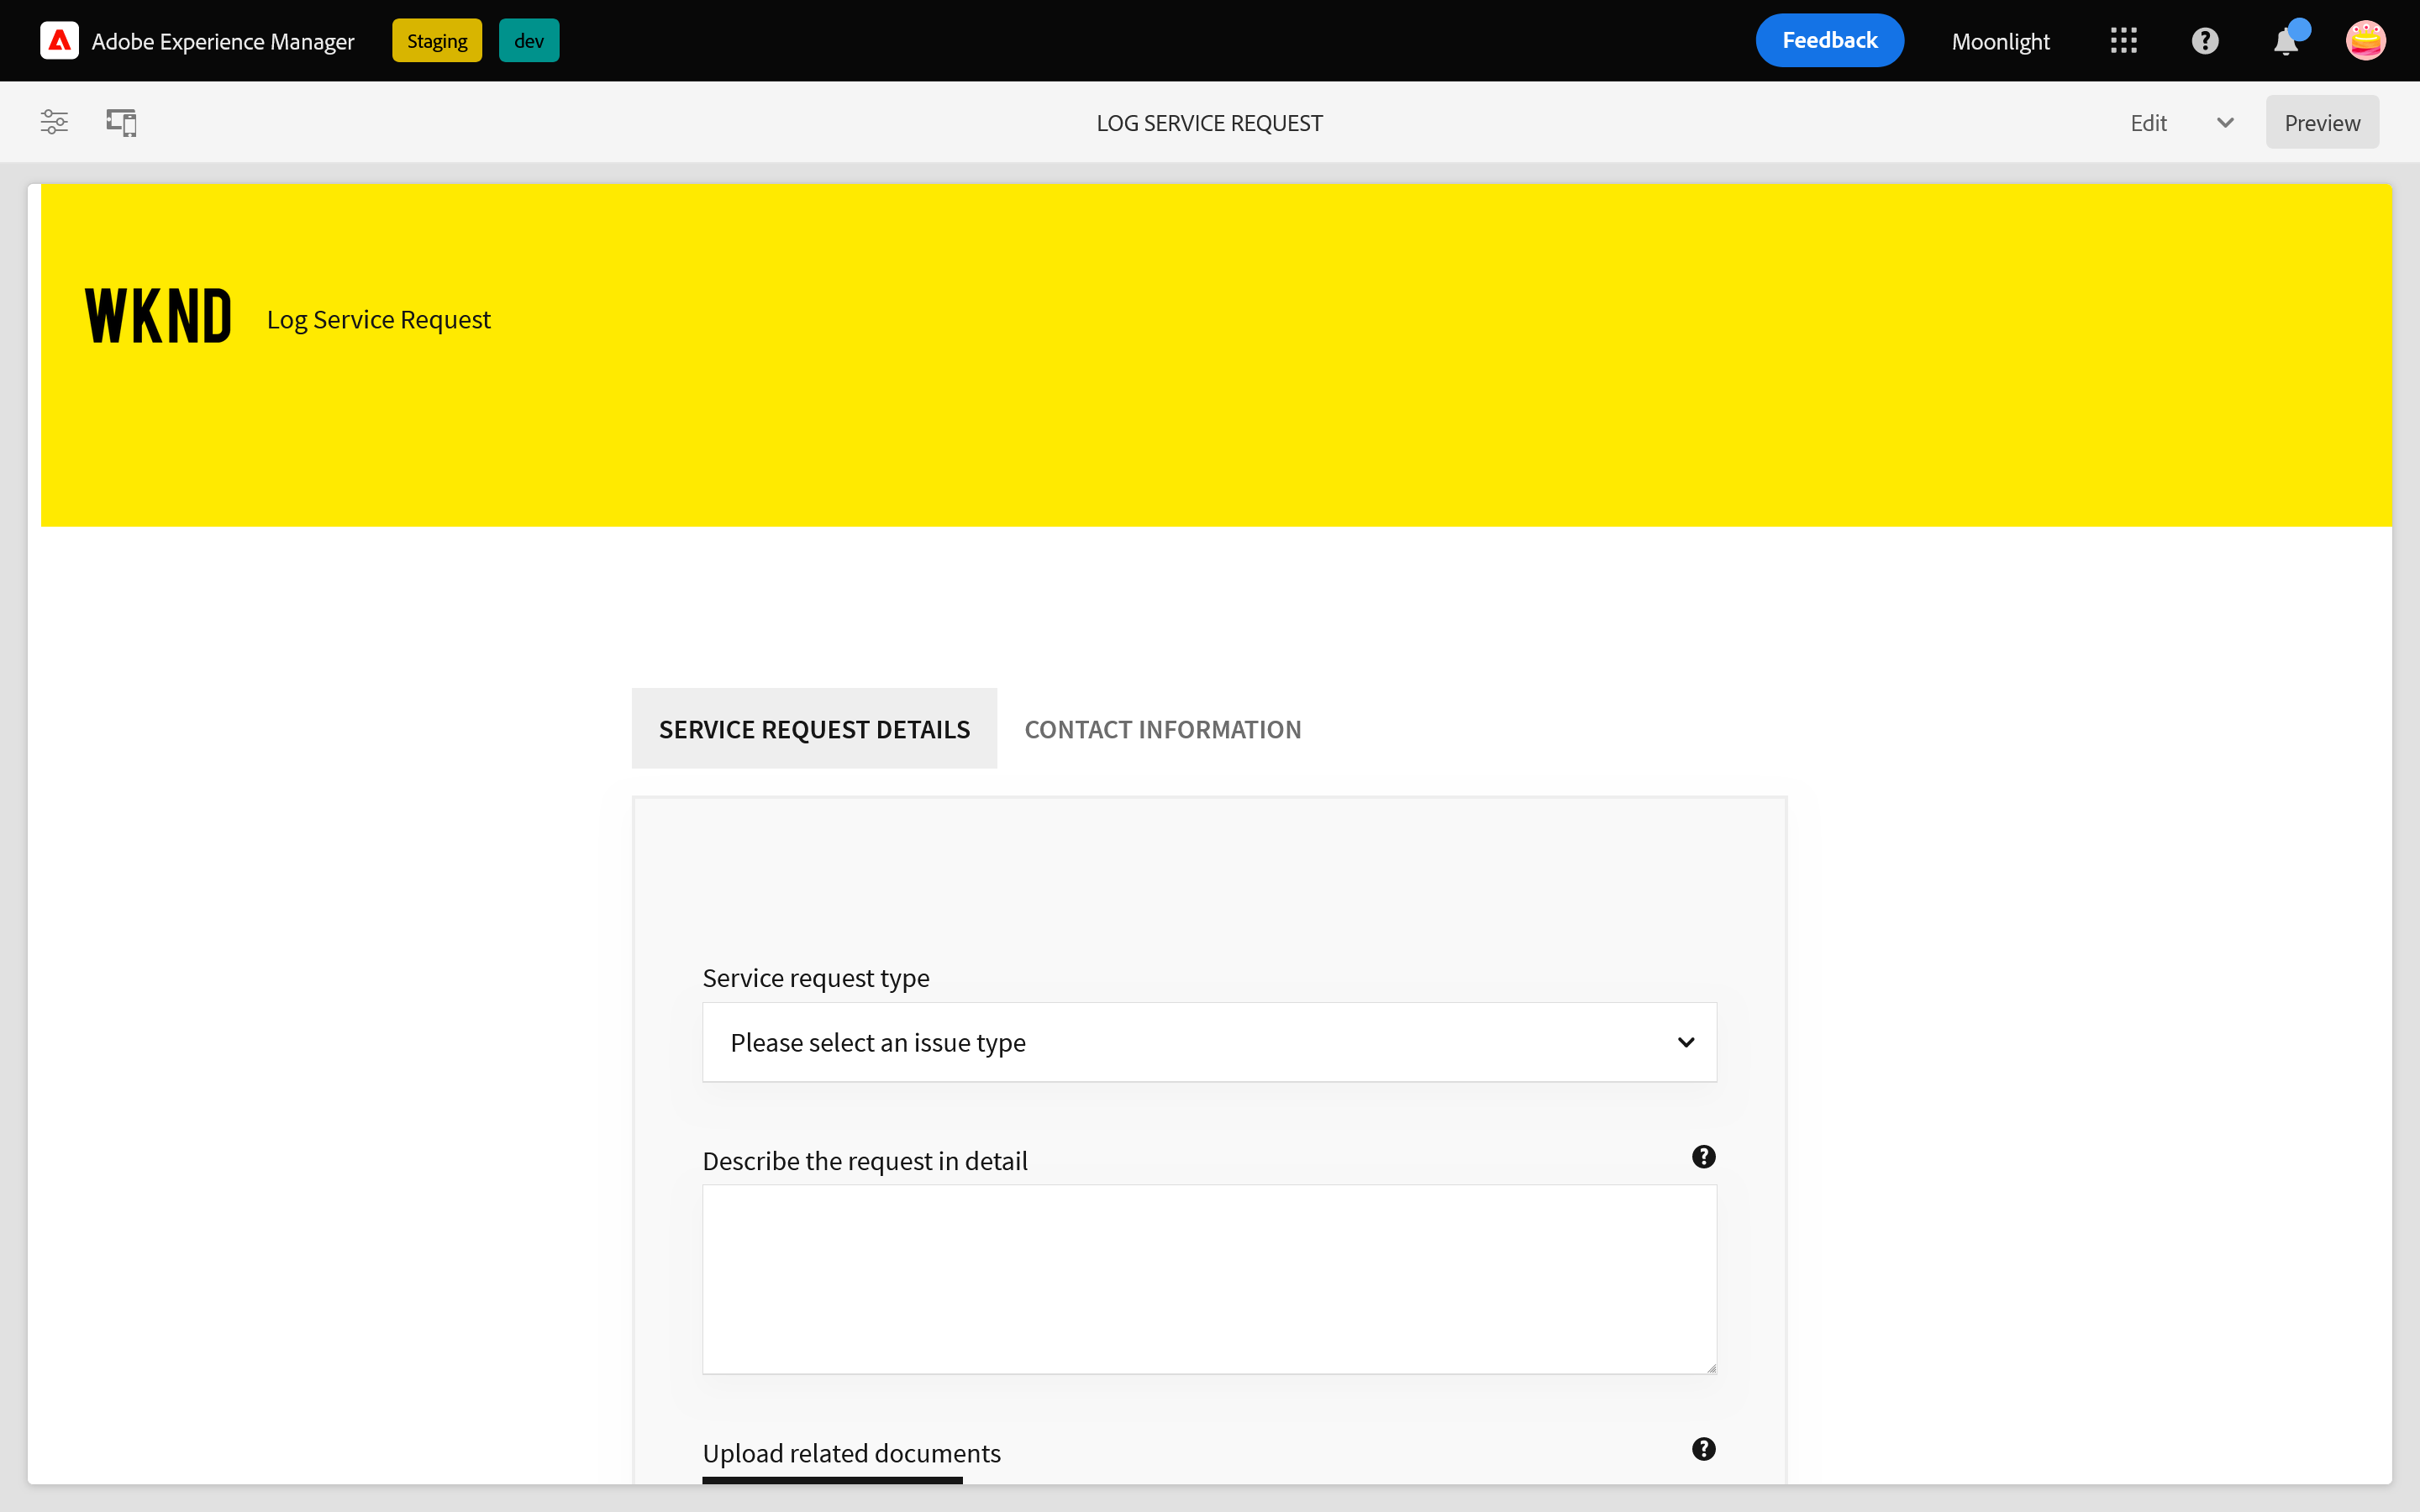 Adobe Experience Manager Staging dev Feedback Moonlight
LOG SERVICE REQUEST Edit Preview
WKND Log Service Request
SERVICE REQUEST DETAILS CONTACT INFORMATION
Service request type
Please select an issue type
Describe the request in detail
Upload related documents